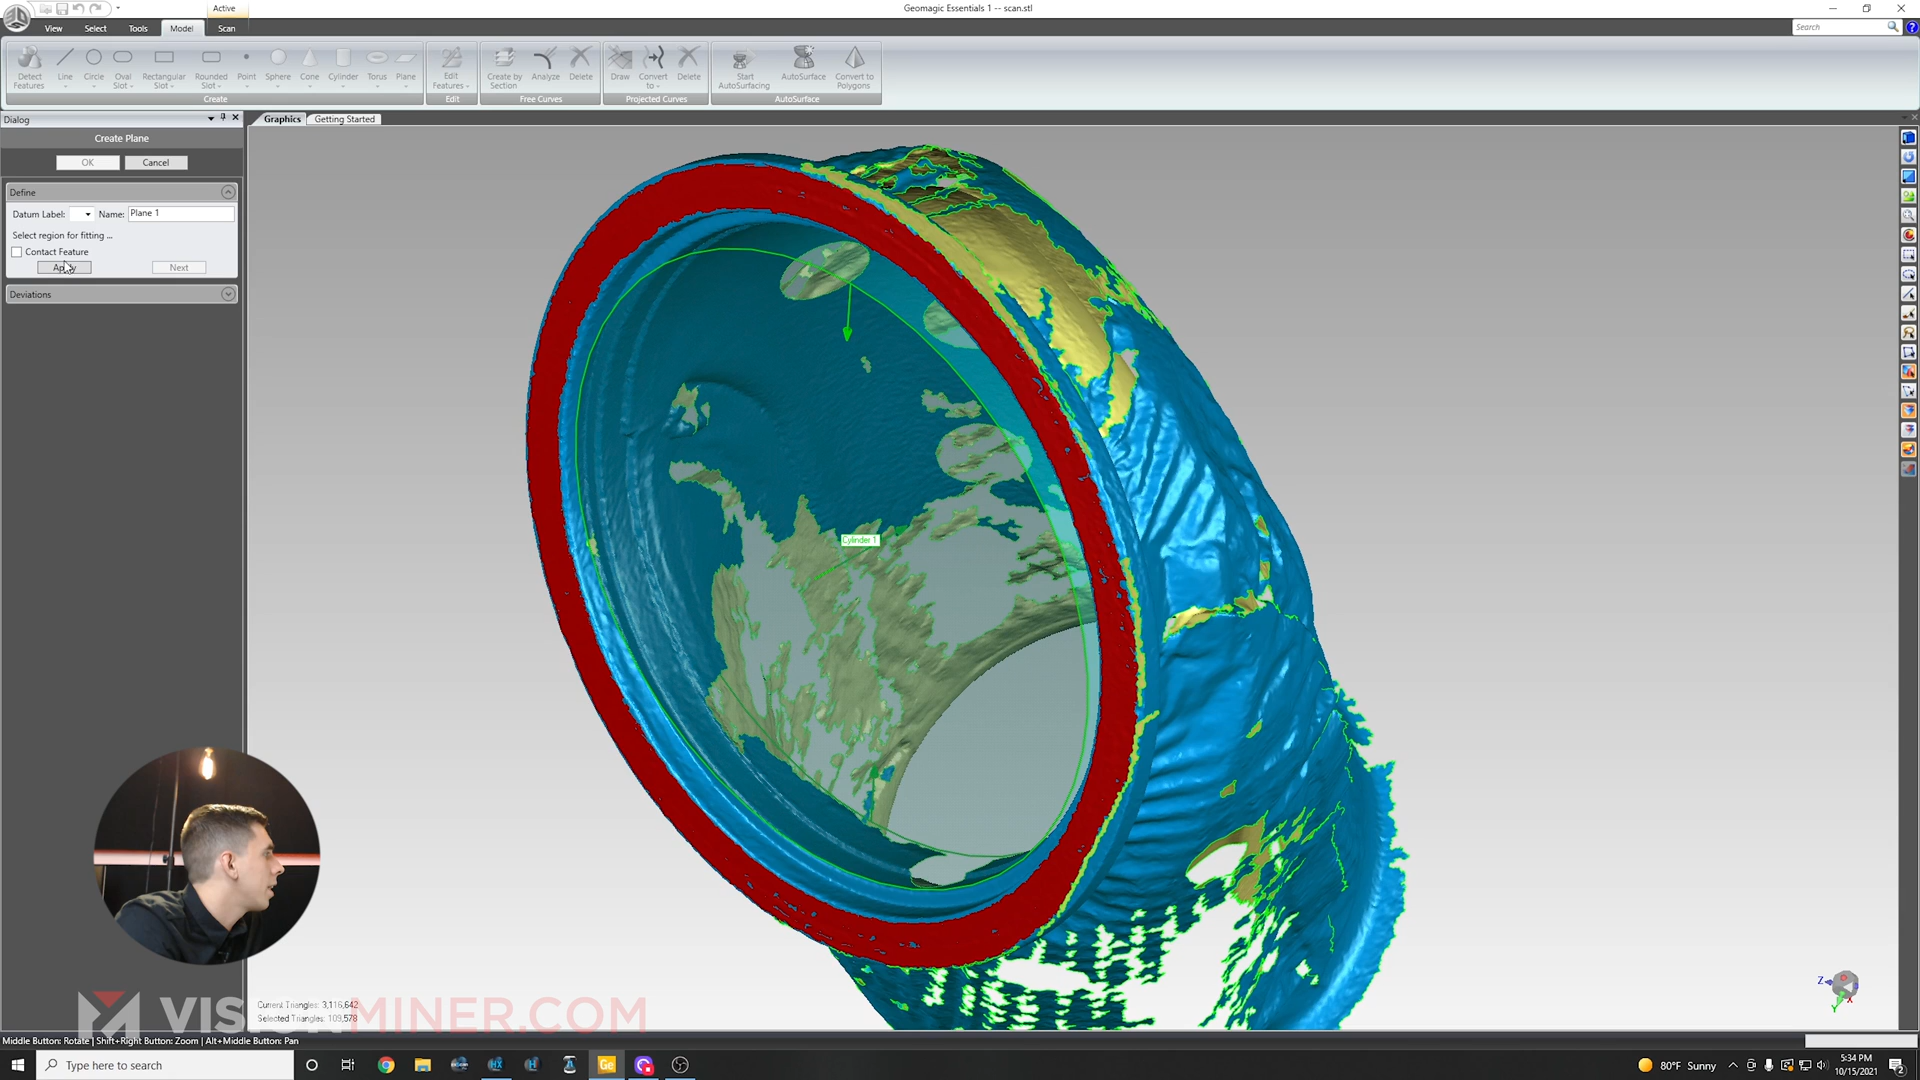 Active
Geomagic Essentials 1 -- scan.stl
View Select Tools Model Scan
Search
Detect Features
Line
Circle
Oval Slot
Rectangular Slot
Rounded Slot
Point
Sphere
Cone
Cylinder
Torus
Plane
Create
Edit Features
Edit
Create by Section
Analyze
Delete
Free Curves
Draw
Convert to
Delete
Projected Curves
Start AutoSurfacing
AutoSurface
Convert to Polygons
AutoSurface
Dialog
Graphics Getting Started
Create Plane
OK Cancel
Define
Datum Label: Name: Plane 1
Select region for fitting ...
Contact Feature
Next
Deviations
Cylinder 1
Z
X
Y
Current Triangles: 3,116,642
Selected Triangles: 109,578
VISIONMINER.COM
Middle Button: Rotate | Shift+Right Button: Zoom | Alt+Middle Button: Pan
Type here to search
Ge
80°F Sunny
5:34 PM
10/15/2021